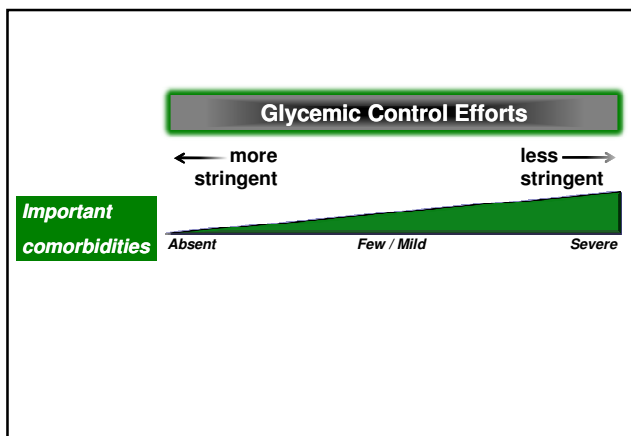 Glycemic Control Efforts
more
stringent
less
stringent
Important
comorbidities
Absent
Few / Mild
Severe